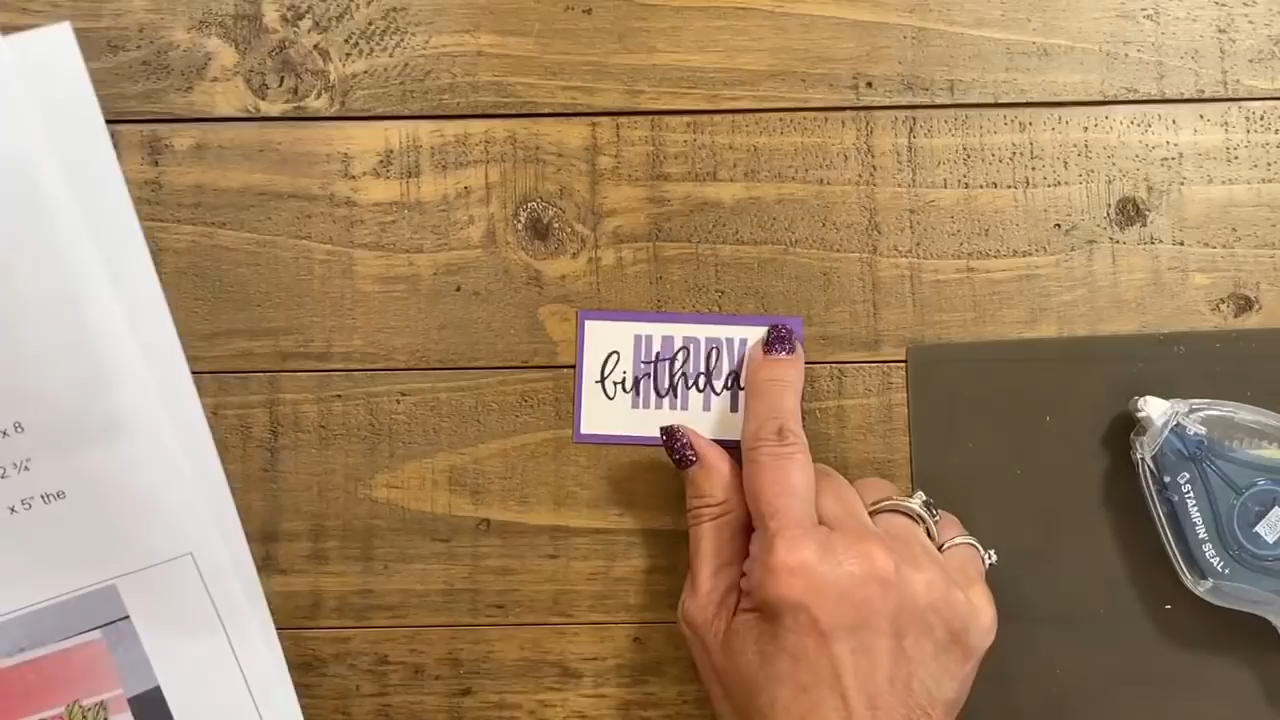 x 8
2 ¾"
x 5" the
HAPPY
birthda
STAMPIN' SEAL+